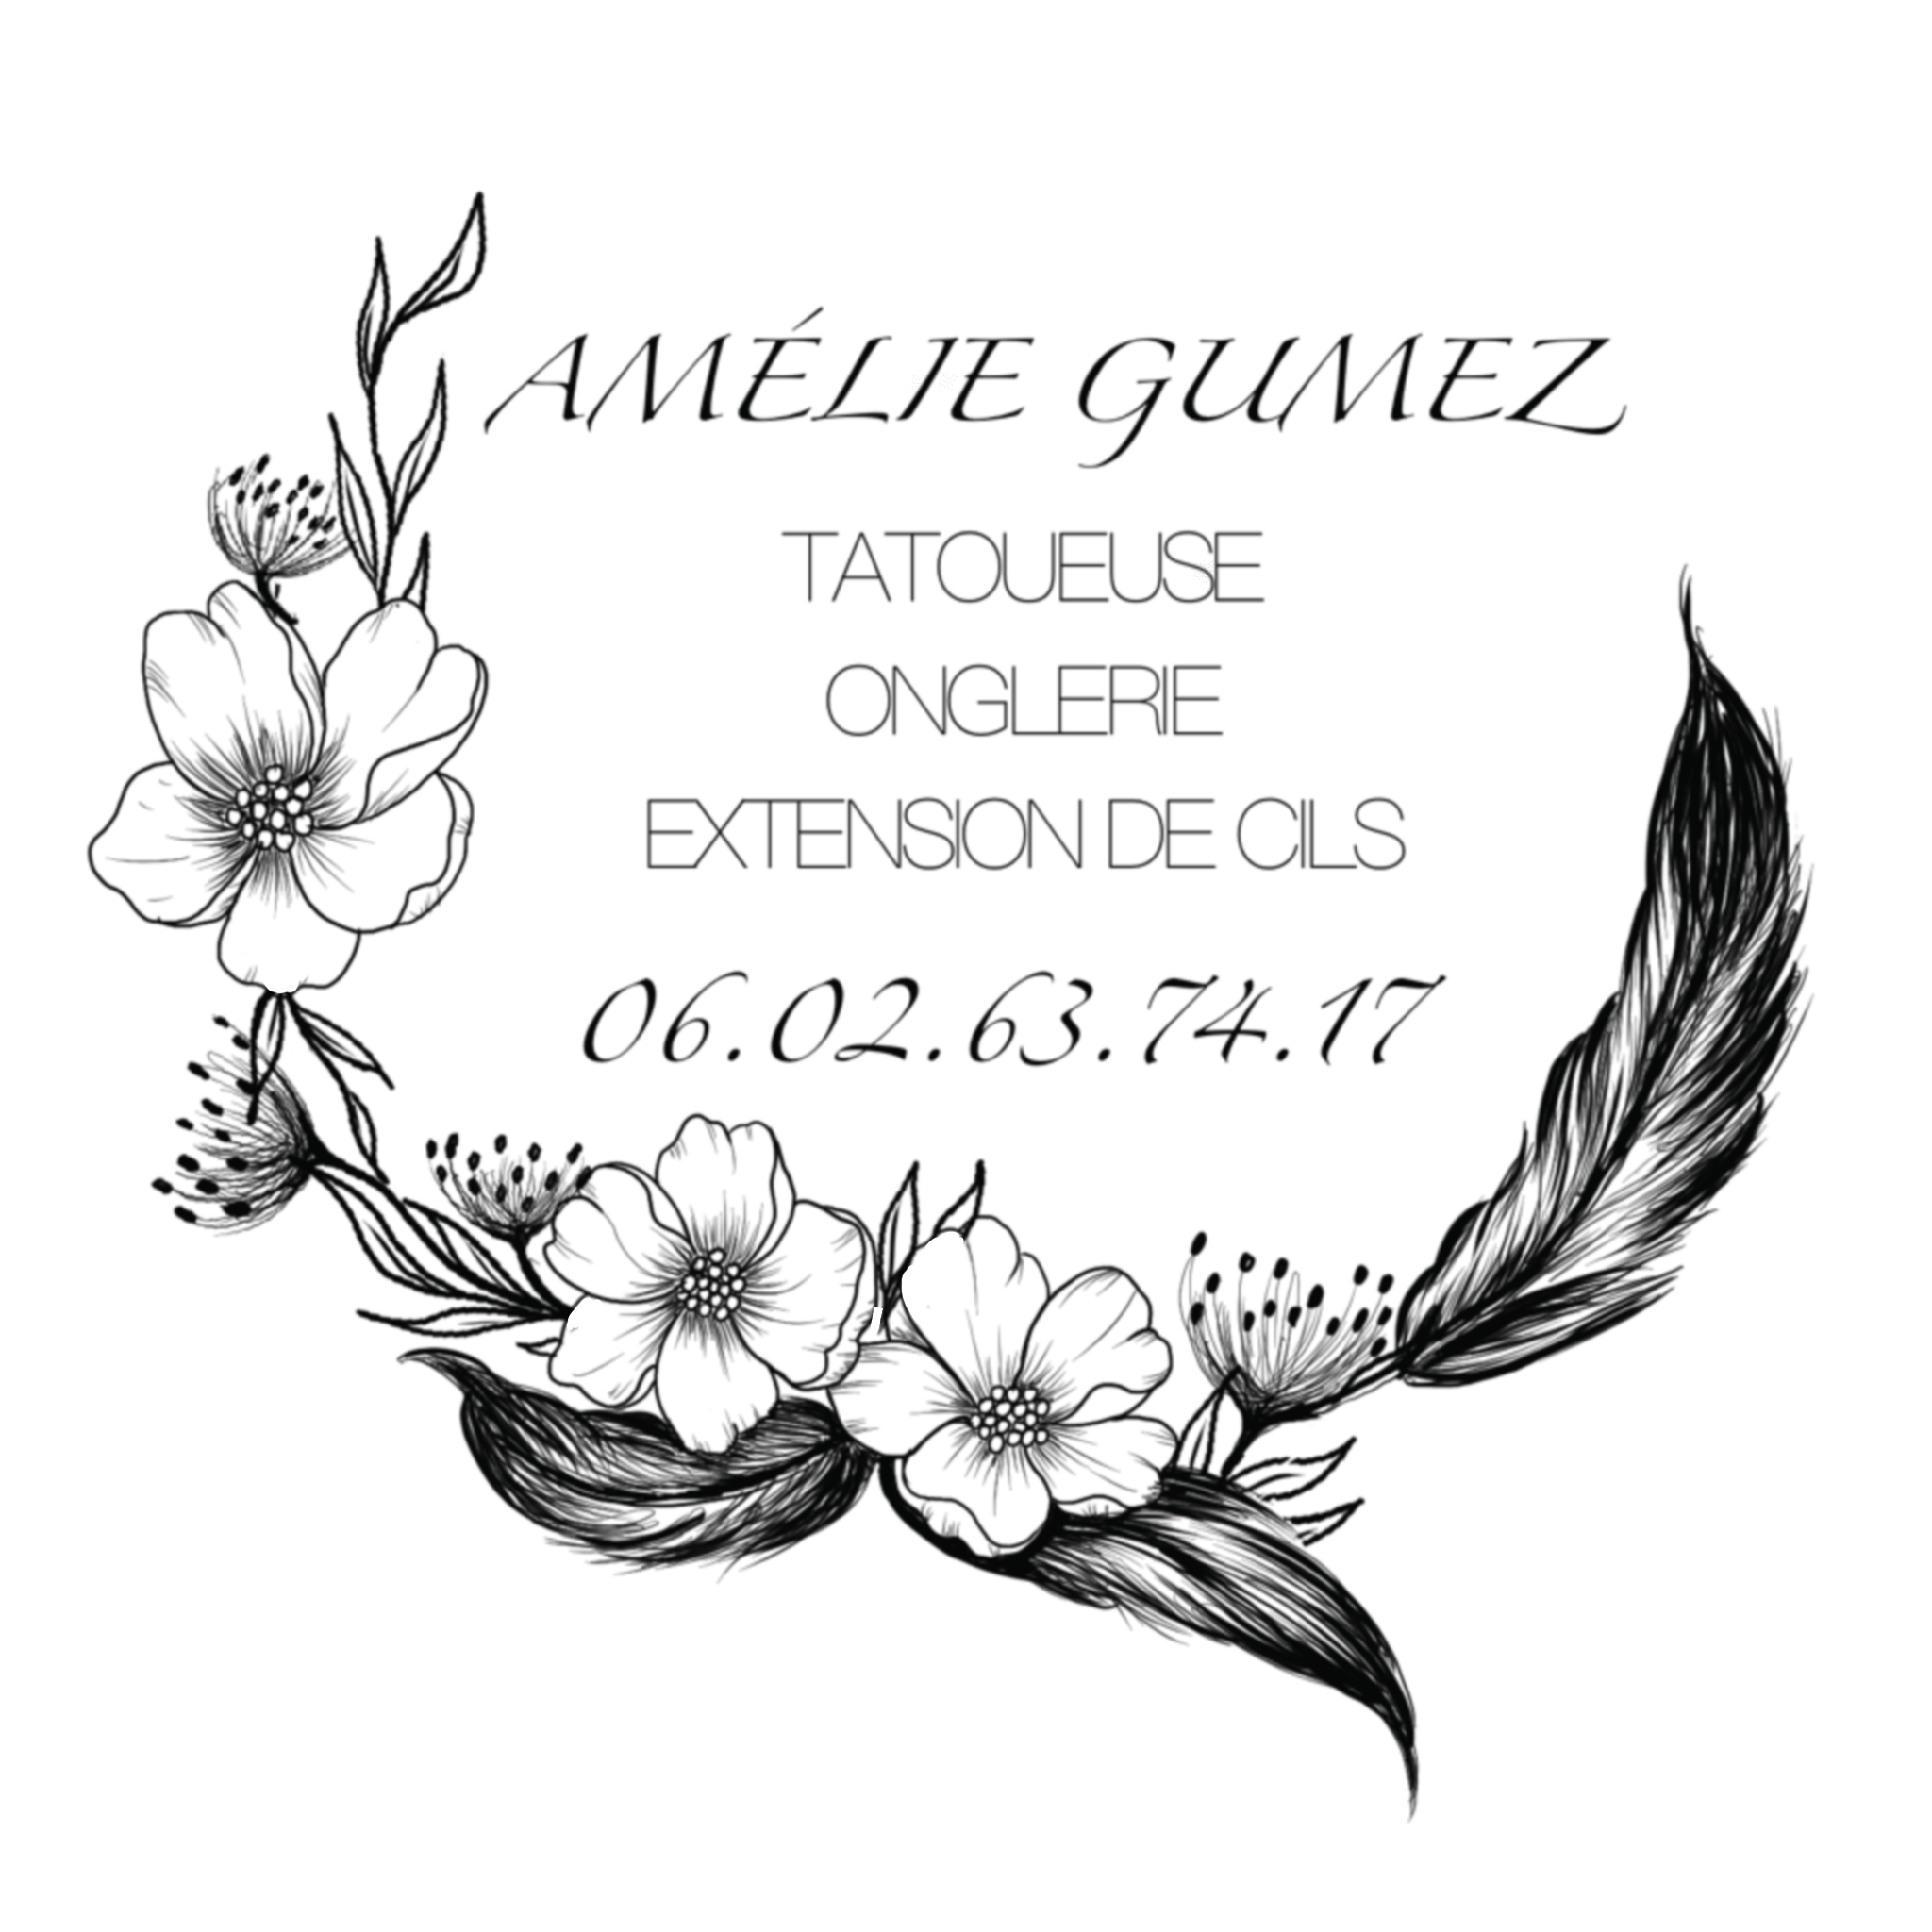 AMÉLIE GUMEZ
TATOUEUSE
ONGLERIE
EXTENSION DE CILS
06.02.63.74.17